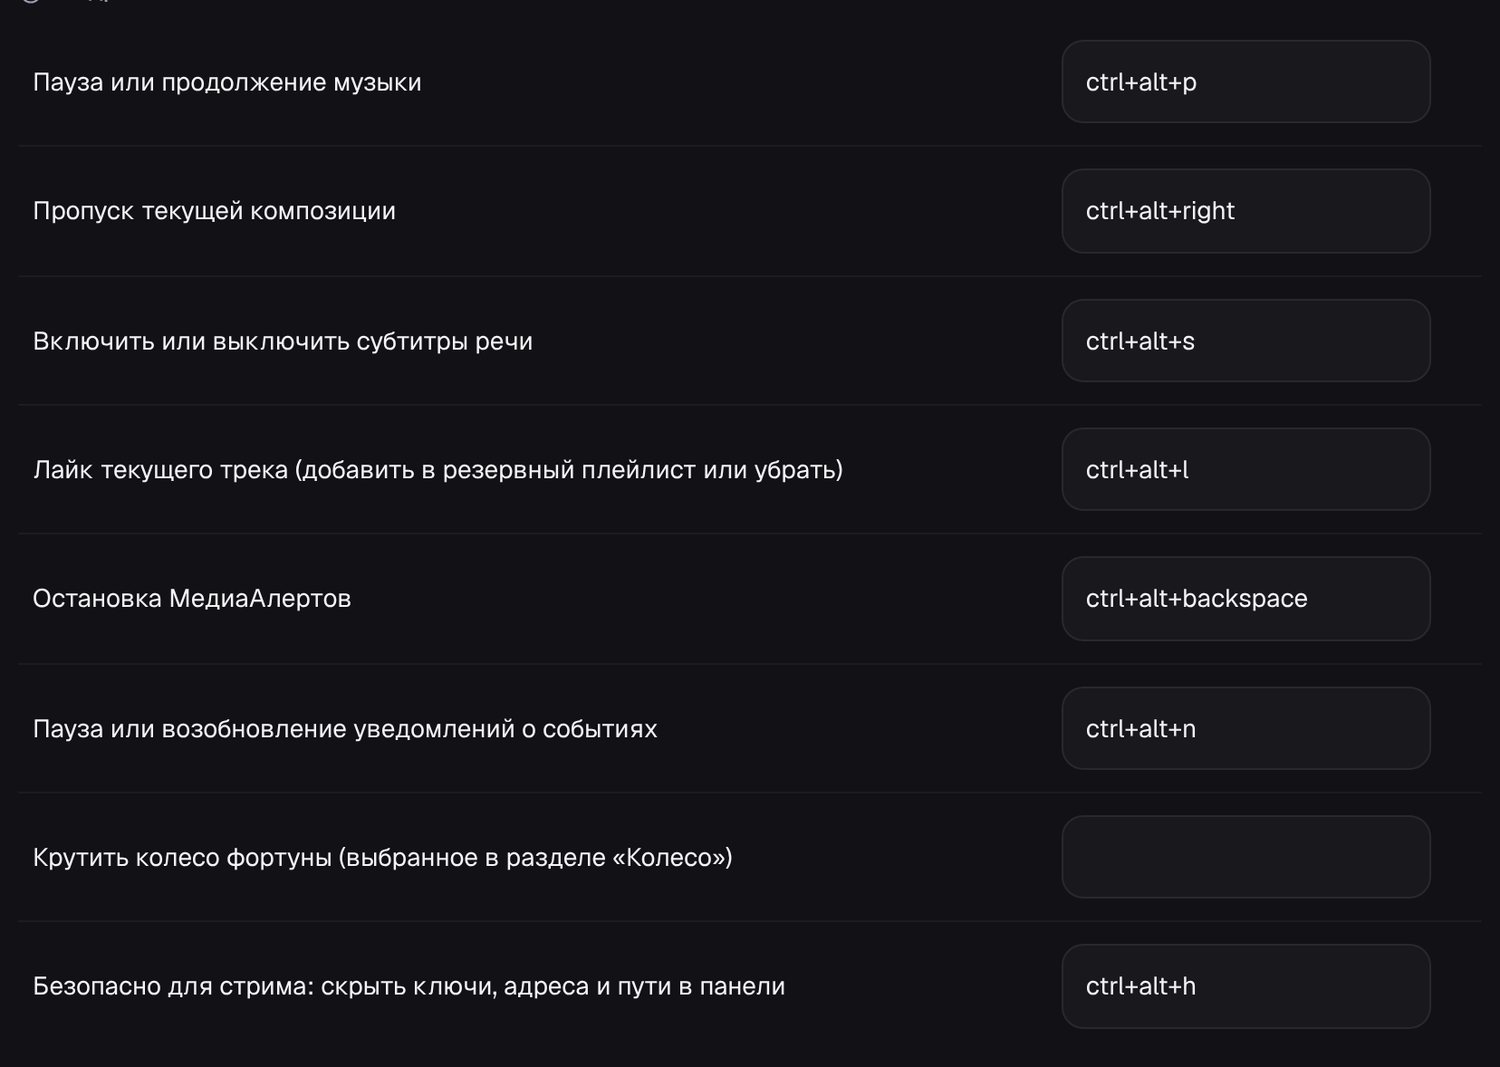 Пауза или продолжение музыки
ctrl+alt+p
Пропуск текущей композиции
ctrl+alt+right
Включить или выключить субтитры речи
ctrl+alt+s
Лайк текущего трека (добавить в резервный плейлист или убрать)
ctrl+alt+l
Остановка МедиаАлертов
ctrl+alt+backspace
Пауза или возобновление уведомлений о событиях
ctrl+alt+n
Крутить колесо фортуны (выбранное в разделе «Колесо»)
Безопасно для стрима: скрыть ключи, адреса и пути в панели
ctrl+alt+h